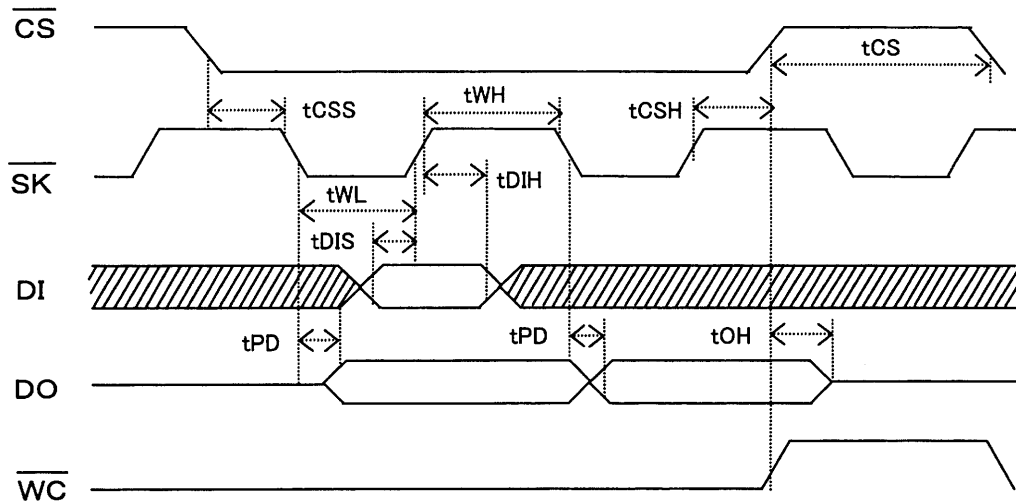 CS
tCS
tCSS
tWH
tCSH
SK
tDIH
tWL
tDIS
DI
tPD
tPD
tOH
DO
WC